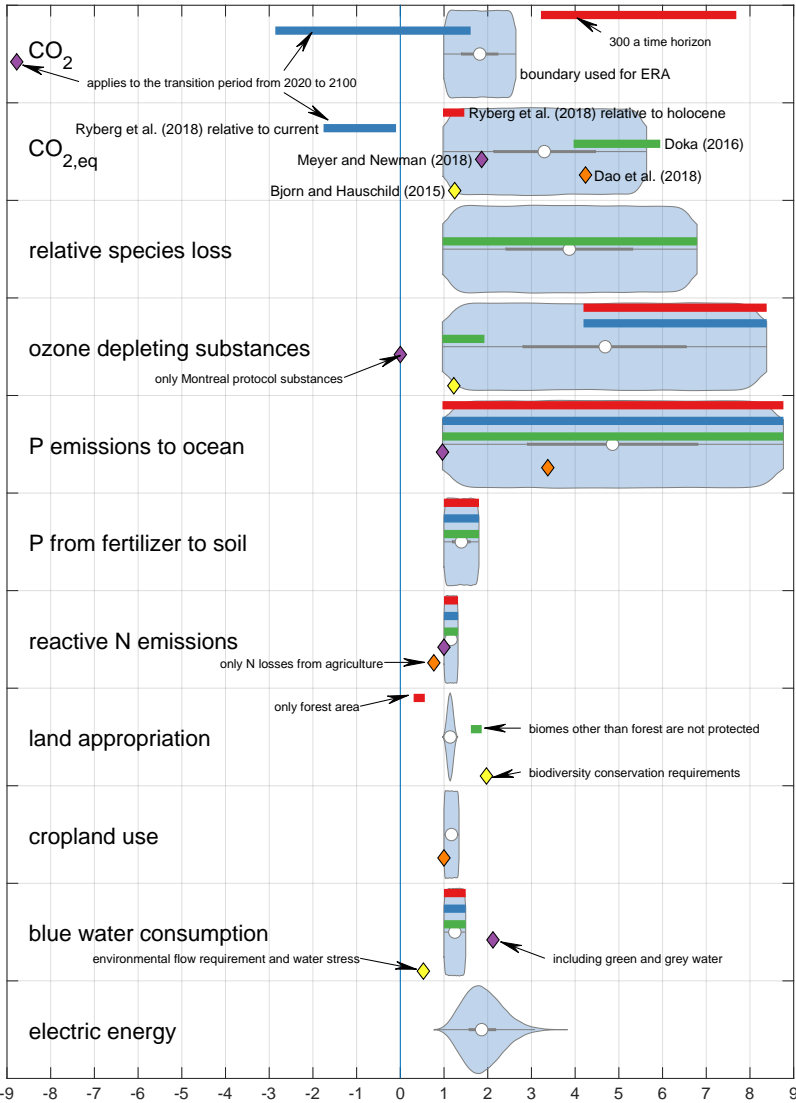 300 a time horizon
CO2
applies to the transition period from 2020 to 2100
boundary used for ERA
Ryberg et al. (2018) relative to holocene
Ryberg et al. (2018) relative to current
Doka (2016)
CO2,eq
Meyer and Newman (2018)
Dao et al. (2018)
Bjorn and Hauschild (2015)
relative species loss
ozone depleting substances
only Montreal protocol substances
P emissions to ocean
P from fertilizer to soil
reactive N emissions
only N losses from agriculture
only forest area
biomes other than forest are not protected
land appropriation
biodiversity conservation requirements
cropland use
blue water consumption
environmental flow requirement and water stress
including green and grey water
electric energy
-9 -8 -7 -6 -5 -4 -3 -2 -1 0 1 2 3 4 5 6 7 8 9